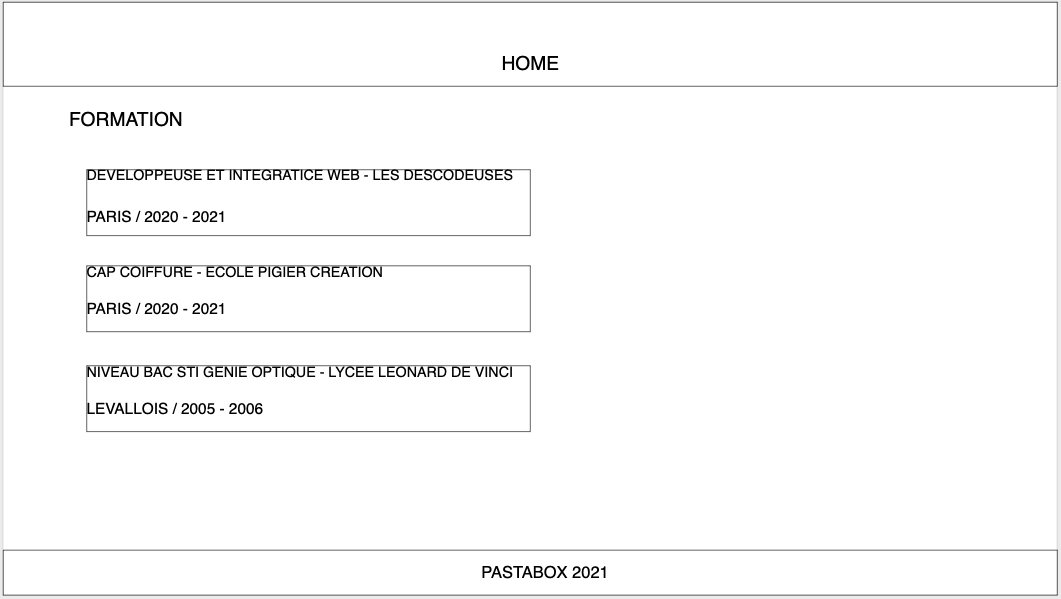 HOME
FORMATION
DEVELOPPEUSE ET INTEGRATICE WEB - LES DESCODEUSES
PARIS / 2020 - 2021
CAP COIFFURE - ECOLE PIGIER CREATION
PARIS / 2020 - 2021
NIVEAU BAC STI GENIE OPTIQUE - LYCEE LEONARD DE VINCI
LEVALLOIS / 2005 - 2006
PASTABOX 2021